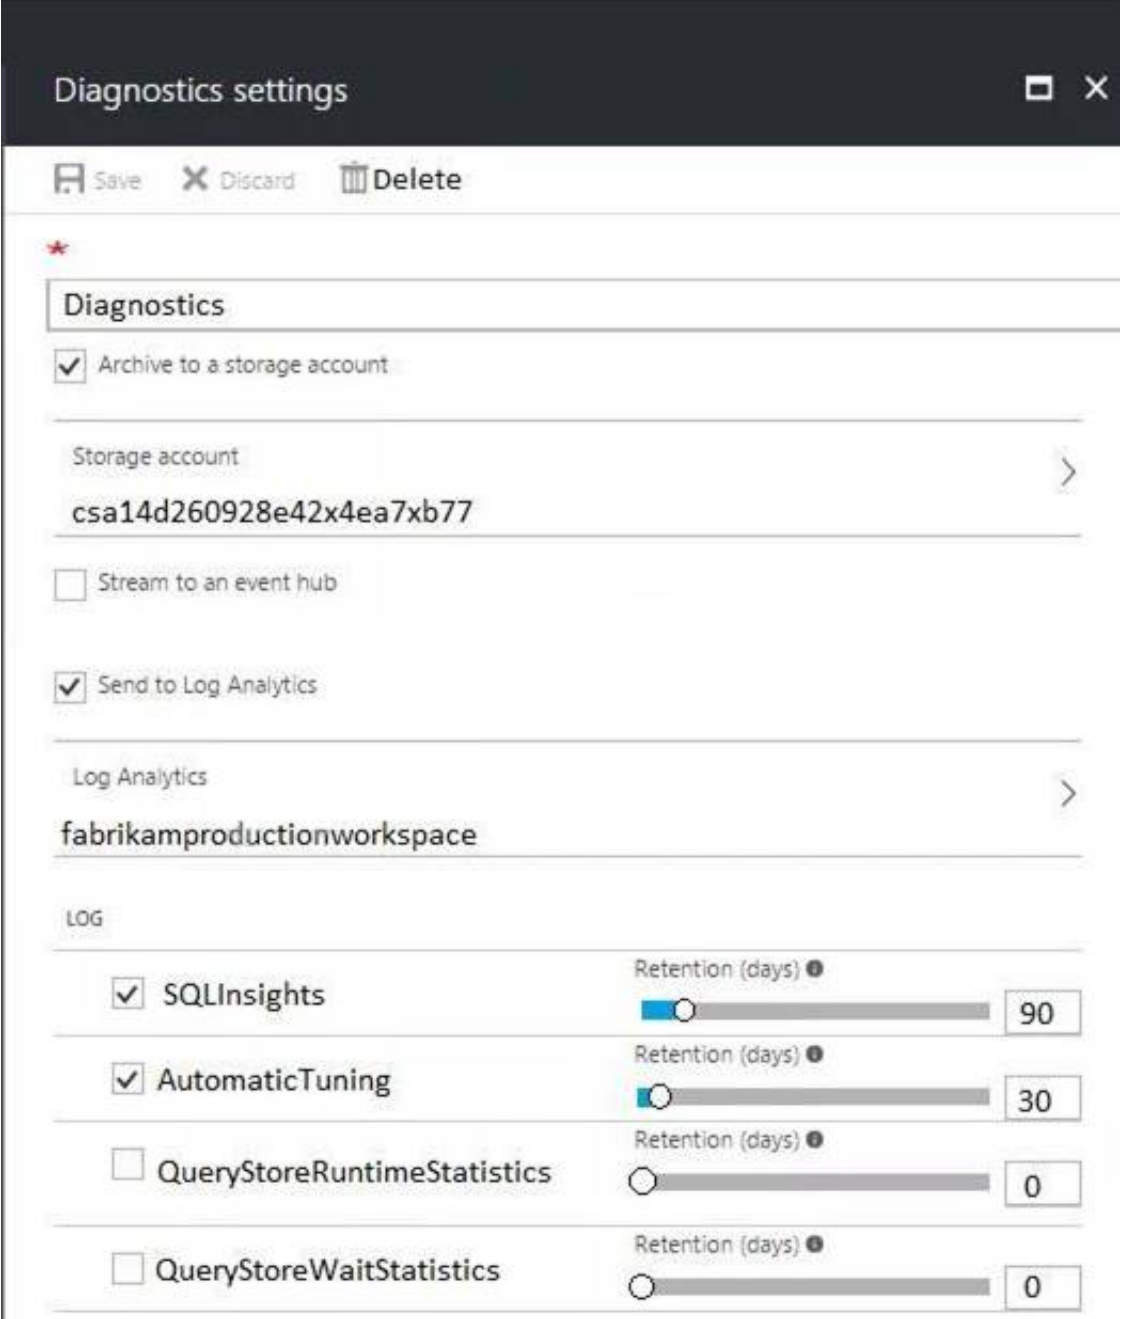 Diagnostics settings
Save Discard Delete
*
Diagnostics
Archive to a storage account
Storage account
csa14d260928e42x4ea7xb77
Stream to an event hub
Send to Log Analytics
Log Analytics
fabrikamproductionworkspace
LOG
Retention (days)
SQLInsights
90
Retention (days)
AutomaticTuning
30
Retention (days)
QueryStoreRuntimeStatistics
0
Retention (days)
QueryStoreWaitStatistics
0